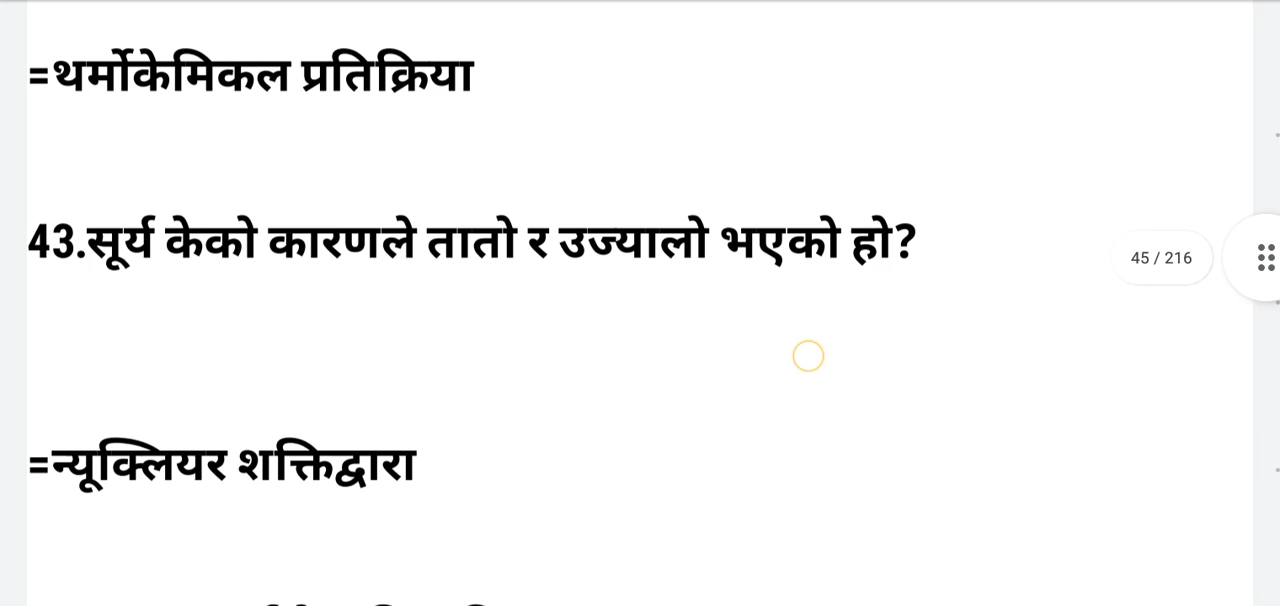 =थर्मोकेमिकल प्रतिक्रिया
43.सूर्य केको कारणले तातो र उज्यालो भएको हो?
45 / 216
=न्यूक्लियर शक्तिद्वारा